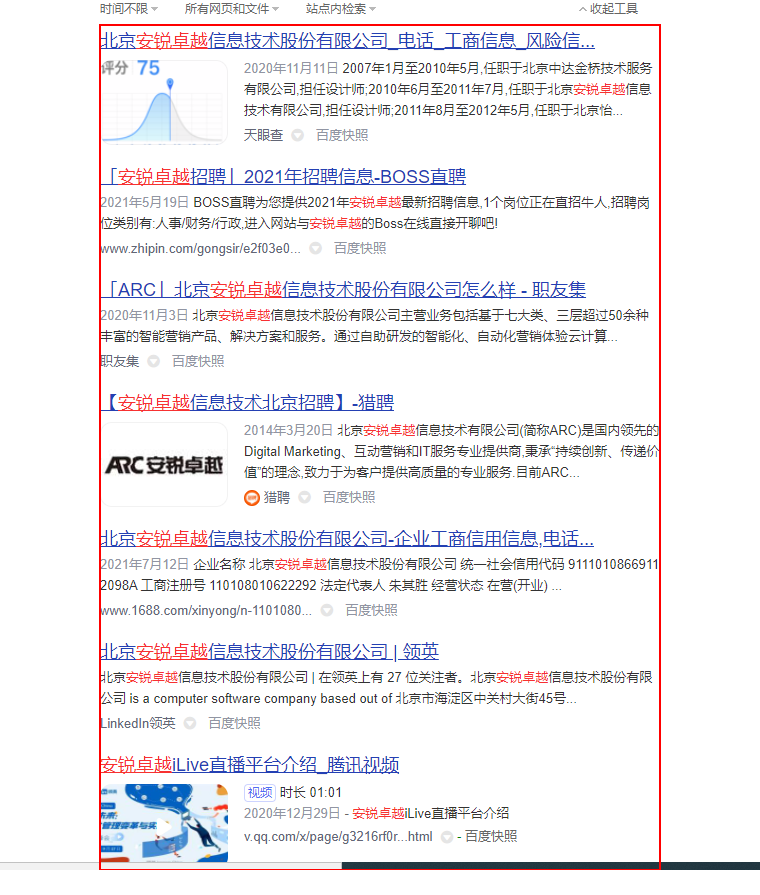 时间不限 所有网页和文件 站点内检索 收起工具
北京安锐卓越信息技术股份有限公司_电话_工商信息_风险信...
评分 75
2020年11月11日 2007年1月至2010年5月,任职于北京中达金桥技术服务
有限公司,担任设计师;2010年6月至2011年7月,任职于北京安锐卓越信息
技术有限公司,担任设计师;2011年8月至2012年5月,任职于北京怡...
天眼查 百度快照
「安锐卓越招聘」2021年招聘信息-BOSS直聘
2021年5月19日 BOSS直聘为您提供2021年安锐卓越最新招聘信息,1个岗位正在直招牛人,招聘岗
位类别有:人事/财务/行政,进入网站与安锐卓越的Boss在线直接开聊吧!
www.zhipin.com/gongsir/e2f03e0... 百度快照
「ARC」北京安锐卓越信息技术股份有限公司怎么样 - 职友集
2020年11月3日 北京安锐卓越信息技术股份有限公司主营业务包括基于七大类、三层超过50余种
丰富的智能营销产品、解决方案和服务。通过自助研发的智能化、自动化营销体验云计算...
职友集 百度快照
【安锐卓越信息技术北京招聘】-猎聘
ARC 安锐卓越
2014年3月20日 北京安锐卓越信息技术有限公司(简称ARC)是国内领先的
Digital Marketing、互动营销和IT服务专业提供商,秉承“持续创新、传递价
值”的理念,致力于为客户提供高质量的专业服务.目前ARC...
猎聘 百度快照
北京安锐卓越信息技术股份有限公司-企业工商信用信息,电话...
2021年7月12日 企业名称 北京安锐卓越信息技术股份有限公司 统一社会信用代码 9111010866911
2098A 工商注册号 110108010622292 法定代表人 朱其胜 经营状态 在营(开业) ...
www.1688.com/xinyong/n-1101080... 百度快照
北京安锐卓越信息技术股份有限公司 | 领英
北京安锐卓越信息技术股份有限公司 | 在领英上有 27 位关注者。北京安锐卓越信息技术股份有限
公司 is a computer software company based out of 北京市海淀区中关村大街45号...
LinkedIn领英 百度快照
安锐卓越iLive直播平台介绍_腾讯视频
视频 时长 01:01
2020年12月29日 - 安锐卓越iLive直播平台介绍
v.qq.com/x/page/g3216rf0r...html - 百度快照